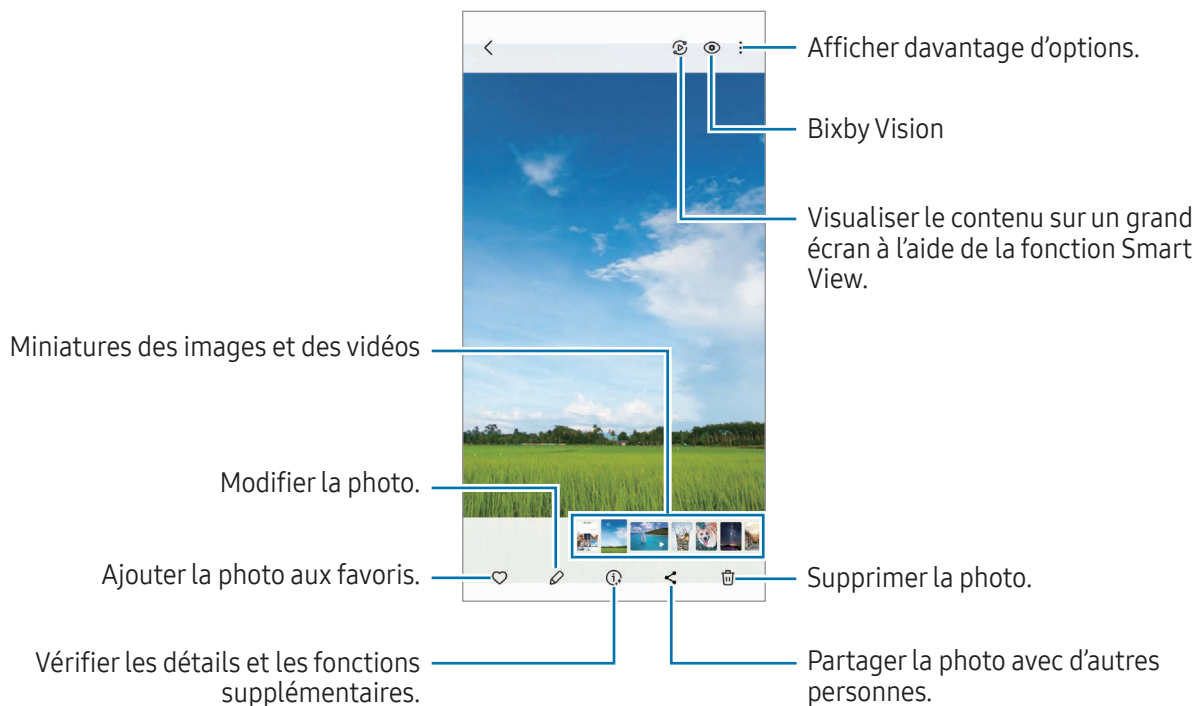 Afficher davantage d'options.
Bixby Vision
Visualiser le contenu sur un grand
écran à l'aide de la fonction Smart
View.
Miniatures des images et des vidéos
Modifier la photo.
Ajouter la photo aux favoris.
Supprimer la photo.
Vérifier les détails et les fonctions
supplémentaires.
Partager la photo avec d'autres
personnes.